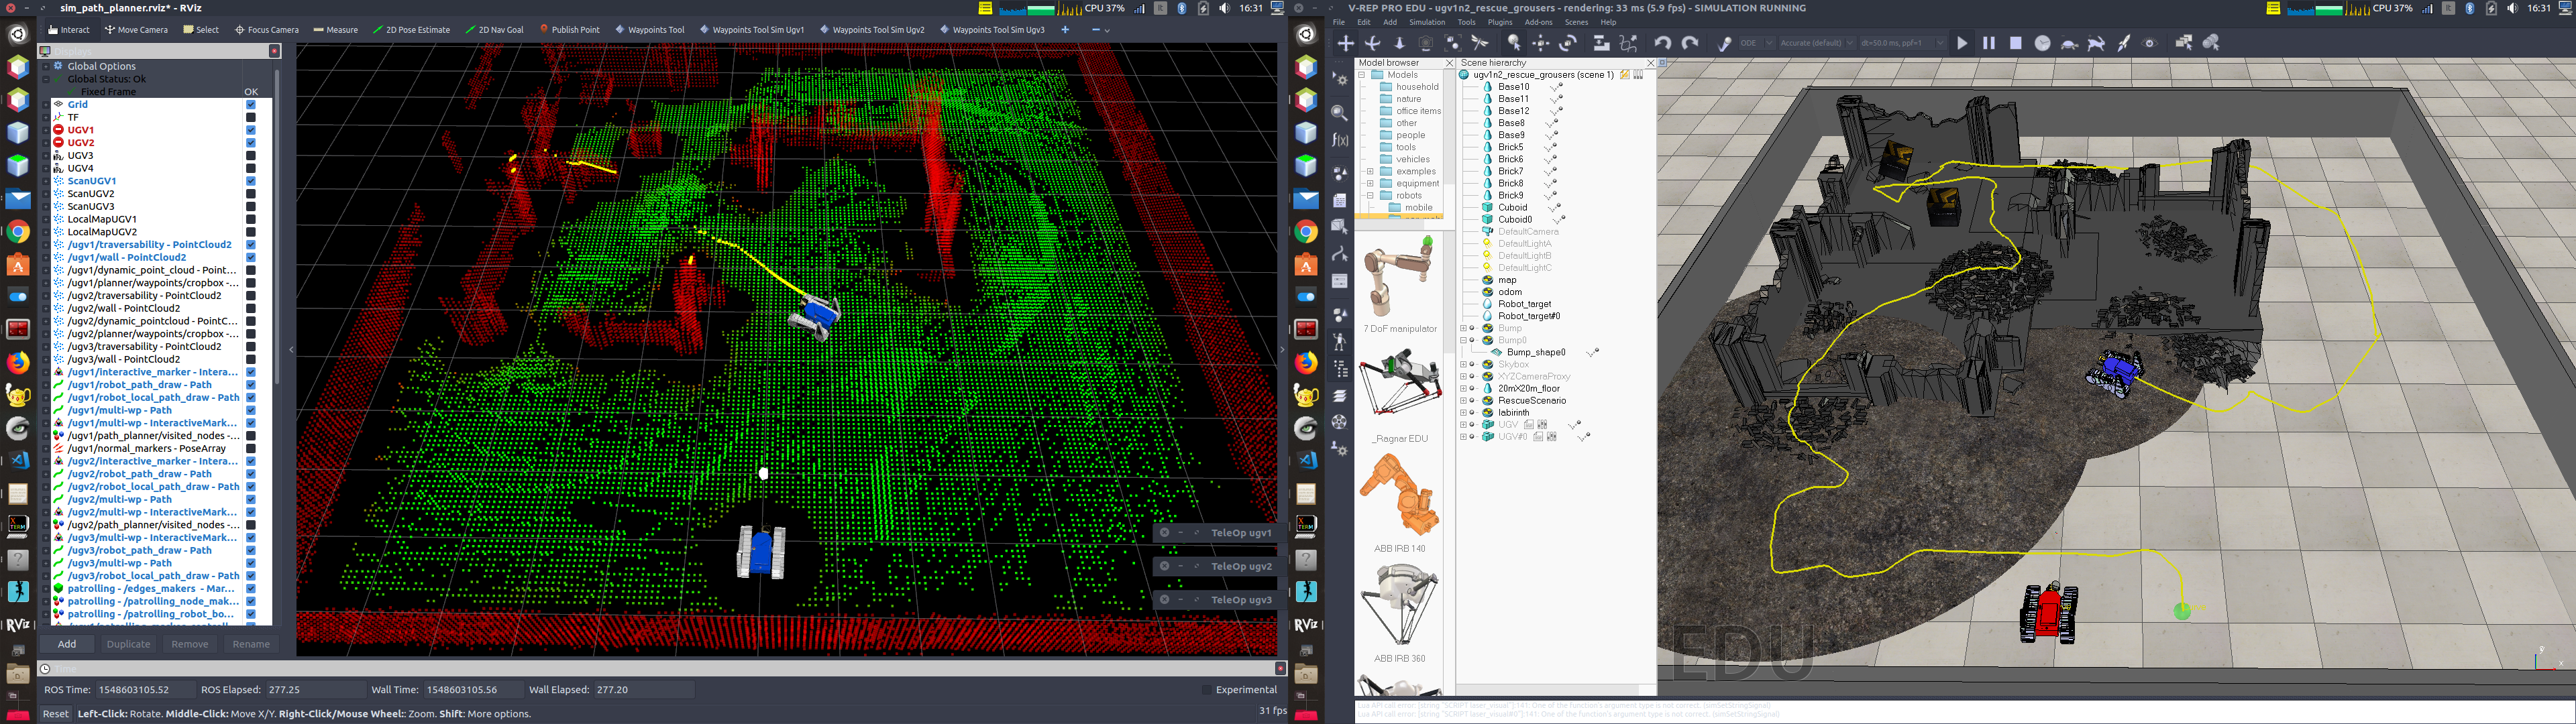 sim_path_planner.rviz* - RViz
CPU 37%
16:31
Interact Move Camera Select Focus Camera Measure 2D Pose Estimate 2D Nav Goal Publish Point Waypoints Tool Waypoints Tool Sim Ugv1 Waypoints Tool Sim Ugv2 Waypoints Tool Sim Ugv3
Displays
Global Options
Global Status: Ok
Fixed Frame OK
Grid
TF
UGV1
UGV2
UGV3
UGV4
ScanUGV1
ScanUGV2
ScanUGV3
LocalMapUGV1
LocalMapUGV2
/ugv1/traversability - PointCloud2
/ugv1/wall - PointCloud2
/ugv1/dynamic_point_cloud - Point...
/ugv1/planner/waypoints/cropbox -...
/ugv2/traversability - PointCloud2
/ugv2/wall - PointCloud2
/ugv2/dynamic_pointcloud - PointC...
/ugv2/planner/waypoints/cropbox -...
/ugv3/traversability - PointCloud2
/ugv3/wall - PointCloud2
/ugv1/interactive_marker - Intera...
/ugv1/robot_path_draw - Path
/ugv1/robot_local_path_draw - Path
/ugv1/multi-wp - Path
/ugv1/multi-wp - InteractiveMark...
/ugv1/path_planner/visited_nodes -...
/ugv1/normal_markers - PoseArray
/ugv2/interactive_marker - Intera...
/ugv2/robot_path_draw - Path
/ugv2/robot_local_path_draw - Path
/ugv2/multi-wp - Path
/ugv2/multi-wp - InteractiveMark...
/ugv2/path_planner/visited_nodes -...
/ugv3/multi-wp - InteractiveMark...
/ugv3/robot_path_draw - Path
/ugv3/multi-wp - Path
/ugv3/robot_local_path_draw - Path
patrolling - /edges_makers - Mar...
patrolling - /patrolling_node_mak...
patrolling - /patrolling_robot_bo...
Add Duplicate Remove Rename
TeleOp ugv1
TeleOp ugv2
TeleOp ugv3
Time
ROS Time: 1548603105.52 ROS Elapsed: 277.25 Wall Time: 1548603105.56 Wall Elapsed: 277.20 Experimental
Reset Left-Click: Rotate. Middle-Click: Move X/Y. Right-Click/Mouse Wheel:: Zoom. Shift: More options. 31 fps
RViz
V-REP PRO EDU - ugv1n2_rescue_grousers - rendering: 33 ms (5.9 fps) - SIMULATION RUNNING
CPU 37%
16:31
File Edit Add Simulation Tools Plugins Add-ons Scenes Help
ODE Accurate (default) dt=50.0 ms, ppf=1
Model browser
Models
household
nature
office items
other
people
tools
vehicles
examples
equipment
robots
mobile
7 DoF manipulator
_Ragnar EDU
ABB IRB 140
ABB IRB 360
Scene hierarchy
ugv1n2_rescue_grousers (scene 1)
Base10
Base11
Base12
Base8
Base9
Brick5
Brick6
Brick7
Brick8
Brick9
Cuboid
Cuboid0
DefaultCamera
DefaultLightA
DefaultLightB
DefaultLightC
map
odom
Robot_target
Robot_target#0
Bump
Bump0
Bump_shape0
Skybox
XYZCameraProxy
20mX20m_floor
RescueScenario
labirinth
UGV
UGV#0
EDU
RViz
Lua API call error: [string "SCRIPT laser_visual"]:141: One of the function's argument type is not correct. (simSetStringSignal)
Lua API call error: [string "SCRIPT laser_visual#0"]:141: One of the function's argument type is not correct. (simSetStringSignal)